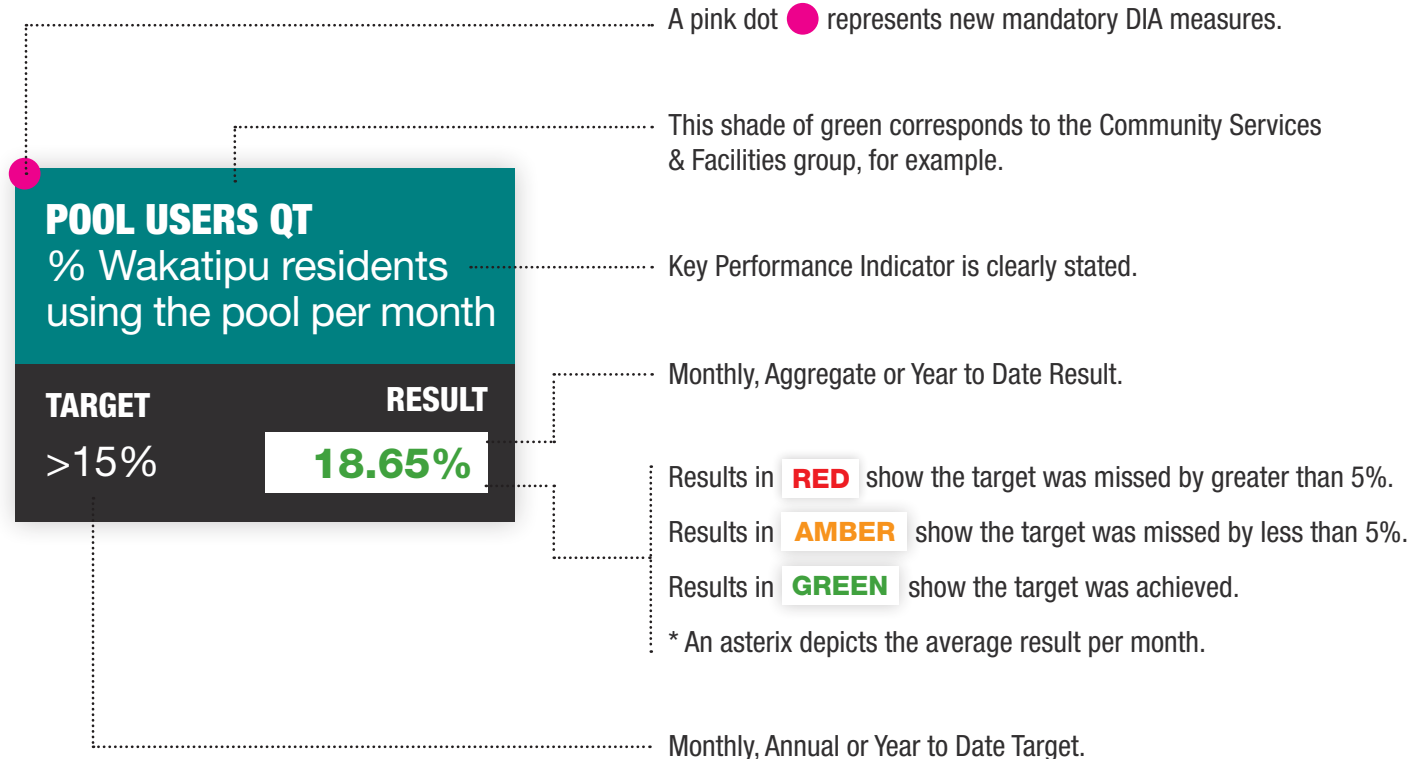 A pink dot represents new mandatory DIA measures.
This shade of green corresponds to the Community Services
& Facilities group, for example.
POOL USERS QT
% Wakatipu residents
using the pool per month
Key Performance Indicator is clearly stated.
Monthly, Aggregate or Year to Date Result.
TARGET RESULT
>15% 18.65%
Results in RED show the target was missed by greater than 5%.
Results in AMBER show the target was missed by less than 5%.
Results in GREEN show the target was achieved.
* An asterix depicts the average result per month.
Monthly, Annual or Year to Date Target.